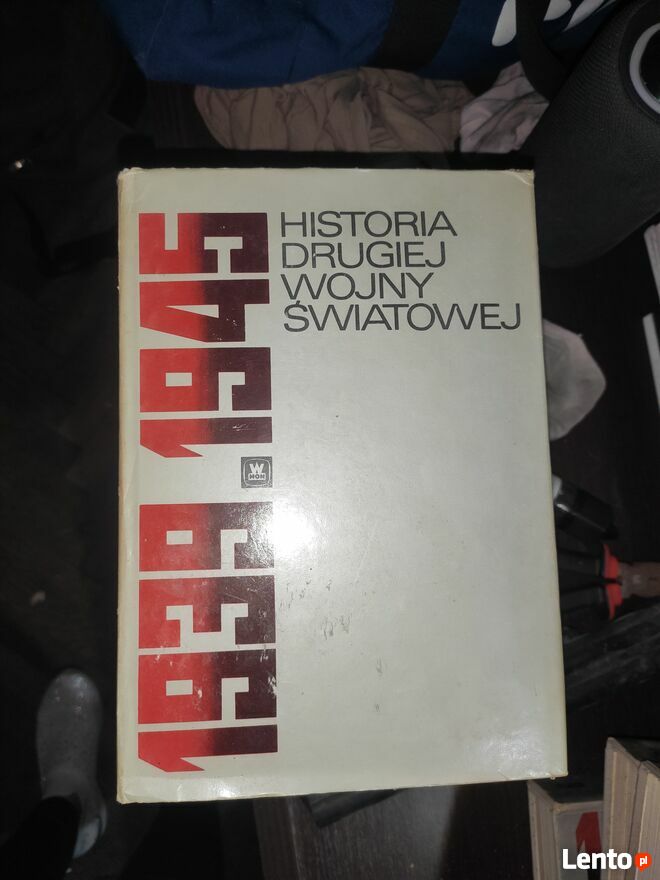 HISTORIA
DRUGIEJ
WOJNY
ŚWIATOWEJ
1939 1945
W
MON
Lento pl